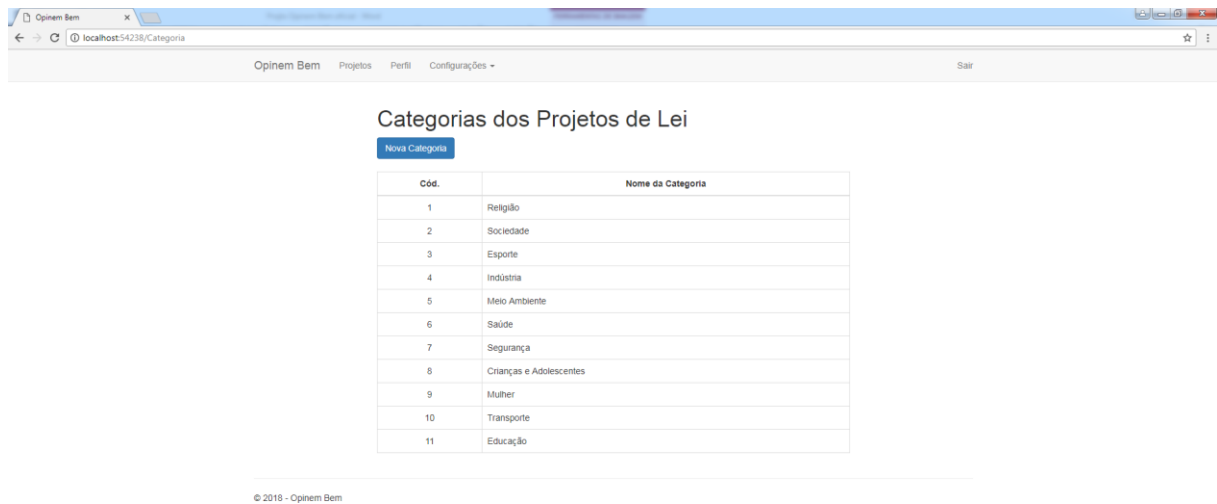 Opinem Bem
localhost:54238/Categoria
Opinem Bem Projetos Perfil Configurações Sair
Categorias dos Projetos de Lei
Nova Categoria
Cód. Nome da Categoria
1 Religião
2 Sociedade
3 Esporte
4 Indústria
5 Meio Ambiente
6 Saúde
7 Segurança
8 Crianças e Adolescentes
9 Mulher
10 Transporte
11 Educação
© 2018 - Opinem Bem